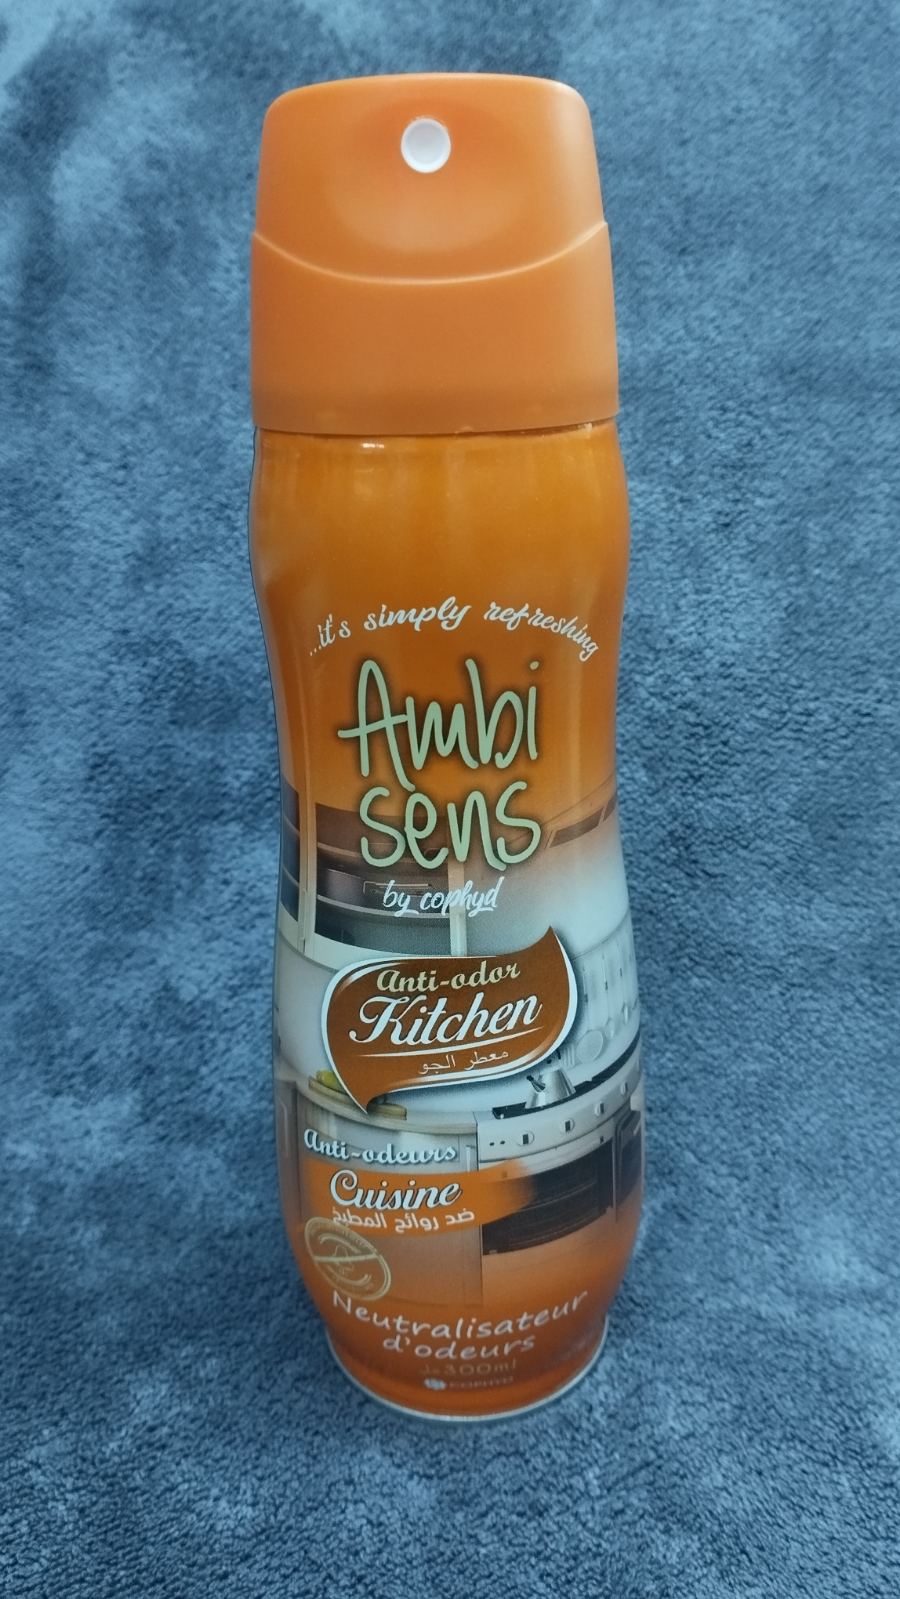 ...it's simply refreshing
Ambi
sens
by cophyd
Anti-odor
Kitchen
معطر الجو
Anti-odeurs
Cuisine
ضد روائح المطبخ
Neutralisateur
d'odeurs
300ml
COPHYD